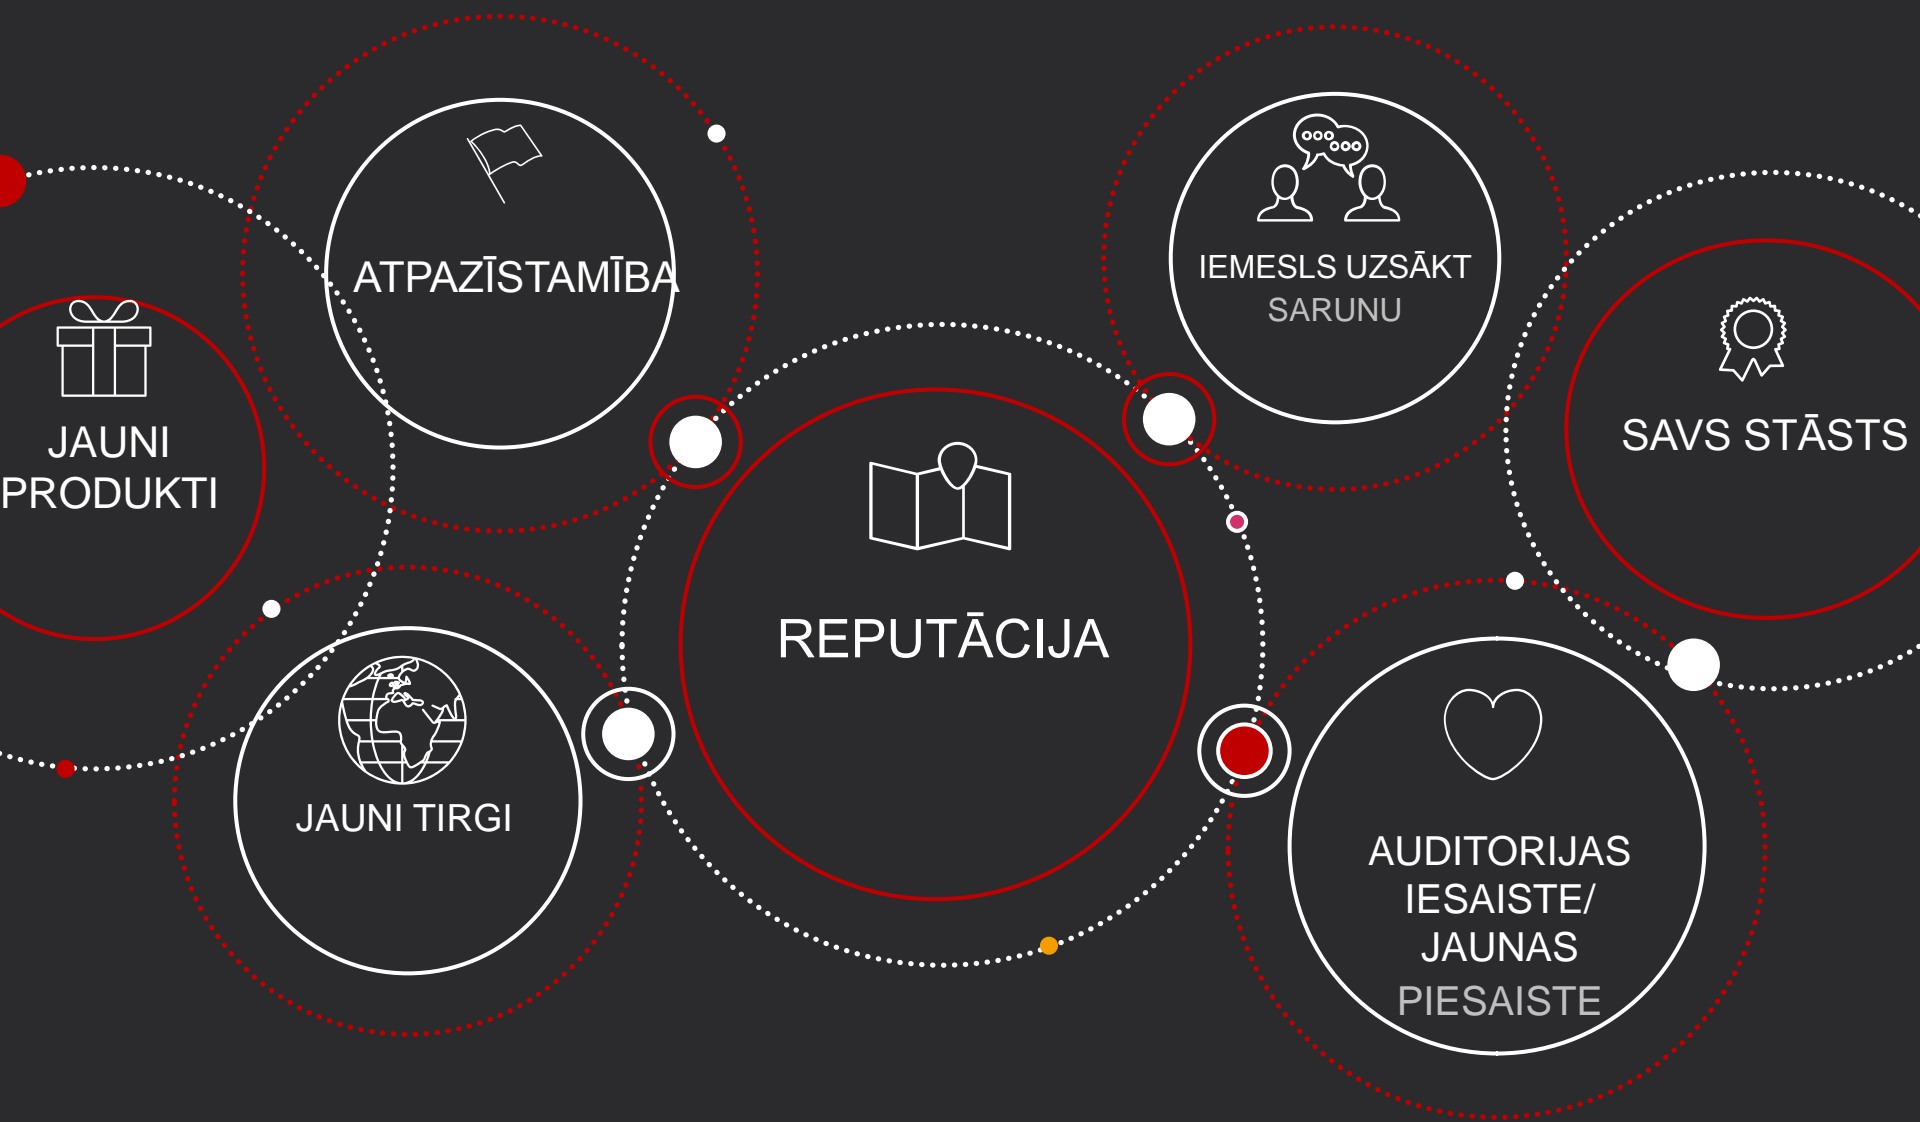 JAUNI
PRODUKTI
ATPAZĪSTAMĪBA
JAUNI TIRGI
REPUTĀCIJA
IEMESLS UZSĀKT
SARUNU
SAVS STĀSTS
AUDITORIJAS
IESAISTE/
JAUNAS
PIESAISTE